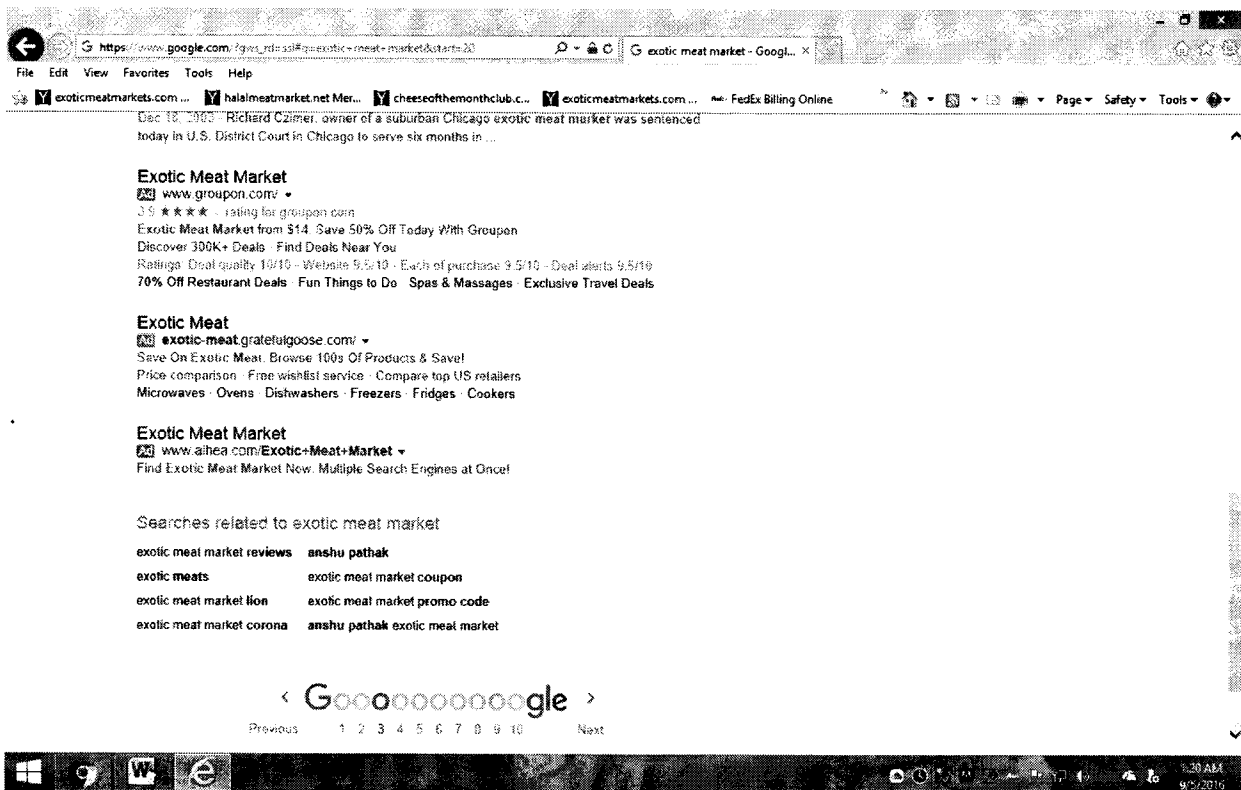 G https://www.google.com/?gws_rd=ssl#q=exotic+meat+market&start=20
G exotic meat market - Googl... ×
File Edit View Favorites Tools Help
exoticmeatmarkets.com ... halalmeatmarket.net Mer... cheeseofthemonthclub.c... exoticmeatmarkets.com ... FedEx Billing Online
Page Safety Tools
Dec 18, 2003 - Richard Czimer, owner of a suburban Chicago exotic meat market was sentenced
today in U.S. District Court in Chicago to serve six months in ...
Exotic Meat Market
Ad www.groupon.com/
3.9 ★★★★ - rating for groupon.com
Exotic Meat Market from $14. Save 50% Off Today With Groupon
Discover 300K+ Deals · Find Deals Near You
Ratings: Deal quality 10/10 - Website 9.5/10 - Each of purchase 9.5/10 - Deal alerts 9.5/10
70% Off Restaurant Deals · Fun Things to Do · Spas & Massages · Exclusive Travel Deals
Exotic Meat
Ad exotic-meat.gratefulgoose.com/
Save On Exotic Meat. Browse 100s Of Products & Save!
Price comparison · Free wishlist service · Compare top US retailers
Microwaves · Ovens · Dishwashers · Freezers · Fridges · Cookers
Exotic Meat Market
Ad www.alhea.com/Exotic+Meat+Market
Find Exotic Meat Market Now. Multiple Search Engines at Once!
Searches related to exotic meat market
exotic meat market reviews anshu pathak
exotic meats exotic meat market coupon
exotic meat market lion exotic meat market promo code
exotic meat market corona anshu pathak exotic meat market
< Goooooooooogle >
Previous 1 2 3 4 5 6 7 8 9 10 Next
1:20 AM
9/5/2016